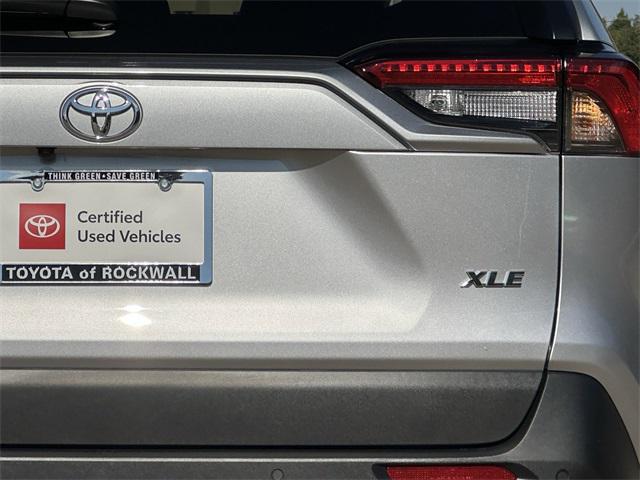 THINK GREEN • SAVE GREEN
Certified
Used Vehicles
TOYOTA of ROCKWALL
XLE